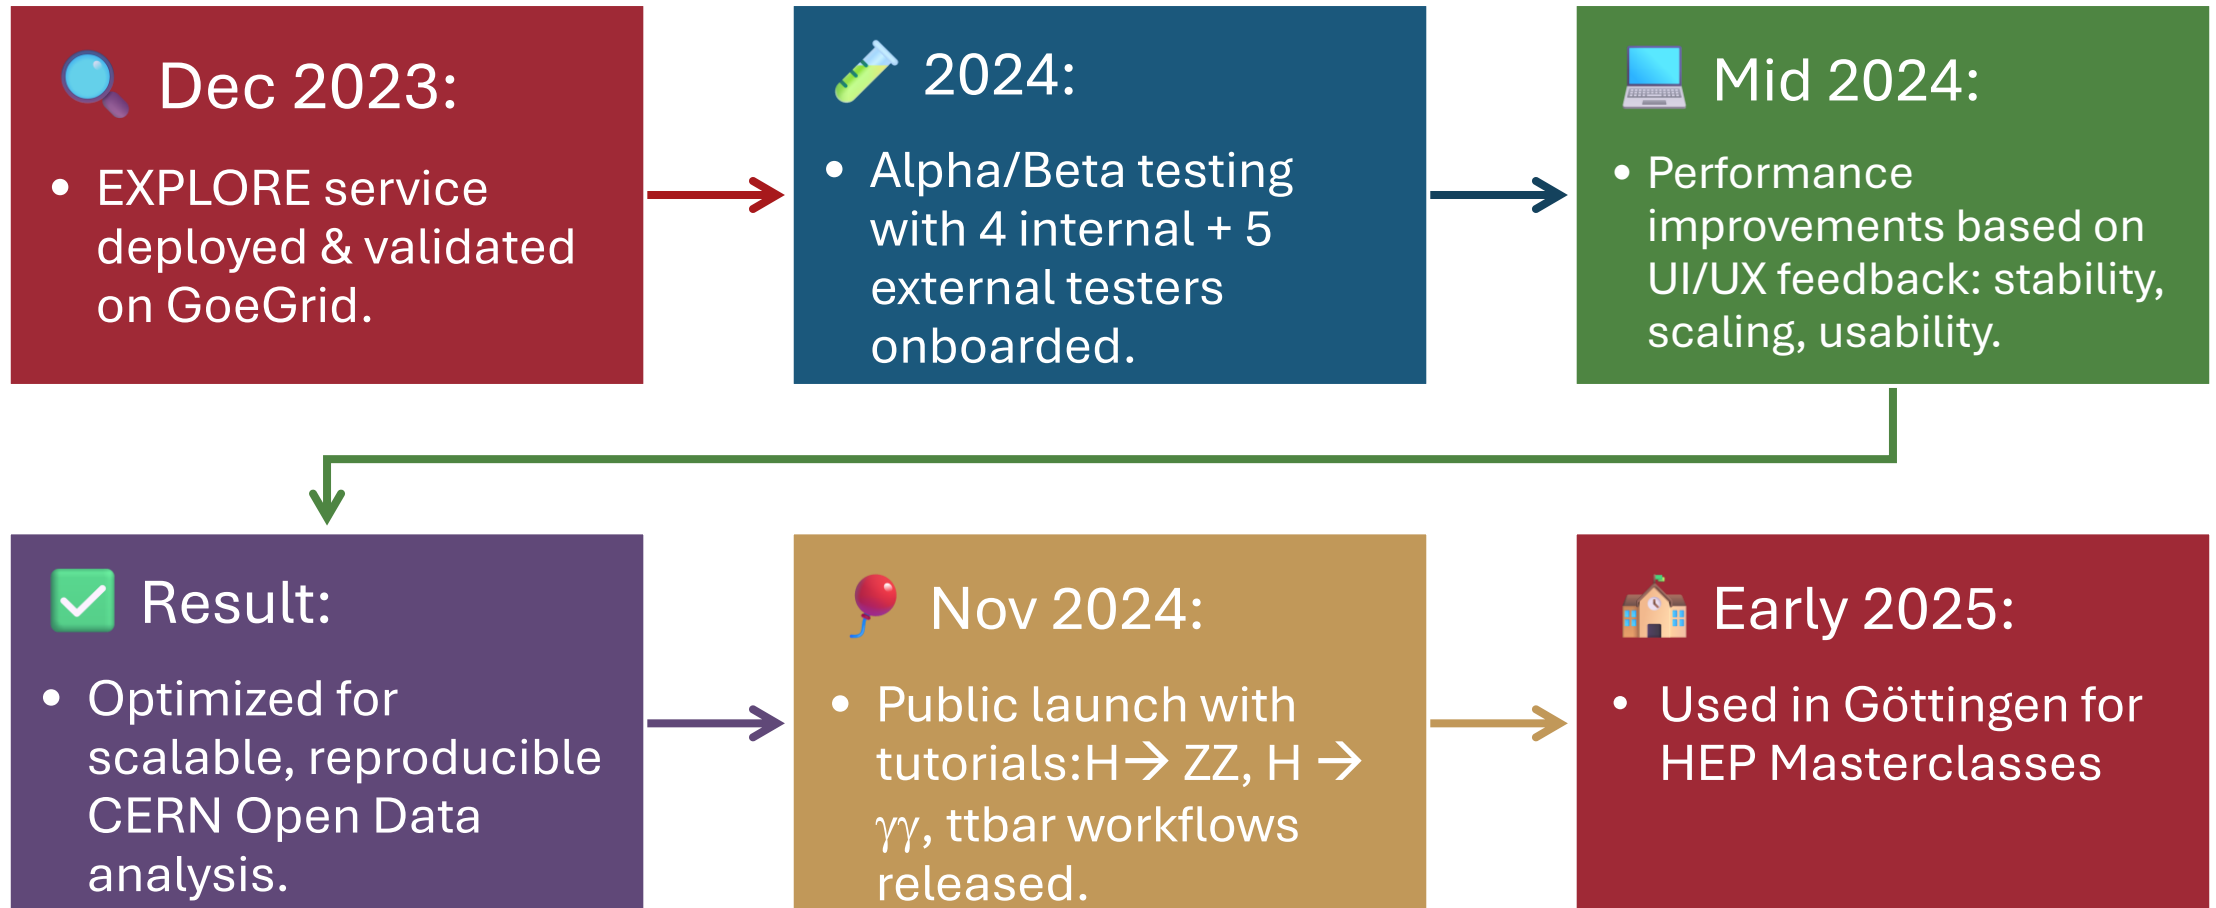 🔍 Dec 2023:
• EXPLORE service
deployed & validated
on GoeGrid.
🧪 2024:
• Alpha/Beta testing
with 4 internal + 5
external testers
onboarded.
💻 Mid 2024:
• Performance
improvements based on
UI/UX feedback: stability,
scaling, usability.
✅ Result:
• Optimized for
scalable, reproducible
CERN Open Data
analysis.
🎈 Nov 2024:
• Public launch with
tutorials:H→ ZZ, H →
γγ, ttbar workflows
released.
🏫 Early 2025:
• Used in Göttingen for
HEP Masterclasses